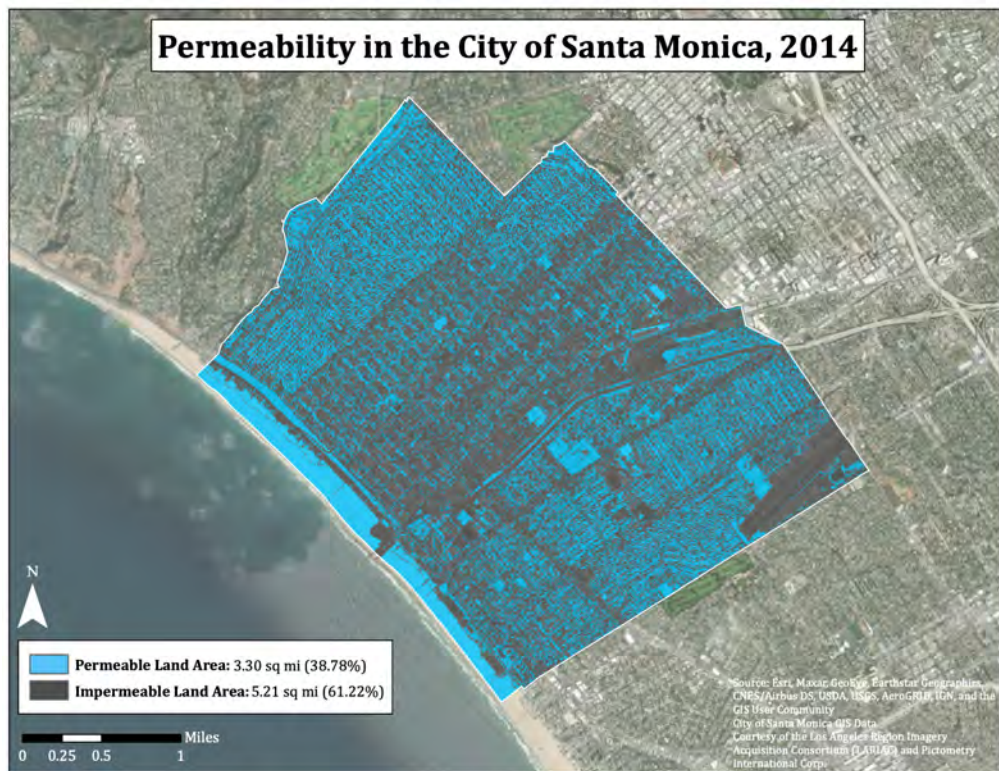 Permeability in the City of Santa Monica, 2014
N
Permeable Land Area: 3.30 sq mi (38.78%)
Impermeable Land Area: 5.21 sq mi (61.22%)
Miles
0 0.25 0.5 1
Source: Esri, Maxar, GeoEye, Earthstar Geographics,
CNES/Airbus DS, USDA, USGS, AeroGRID, IGN, and the
GIS User Community
City of Santa Monica GIS Data
Courtesy of the Los Angeles Region Imagery
Acquisition Consortium (LARIAC) and Pictometry
International Corp.